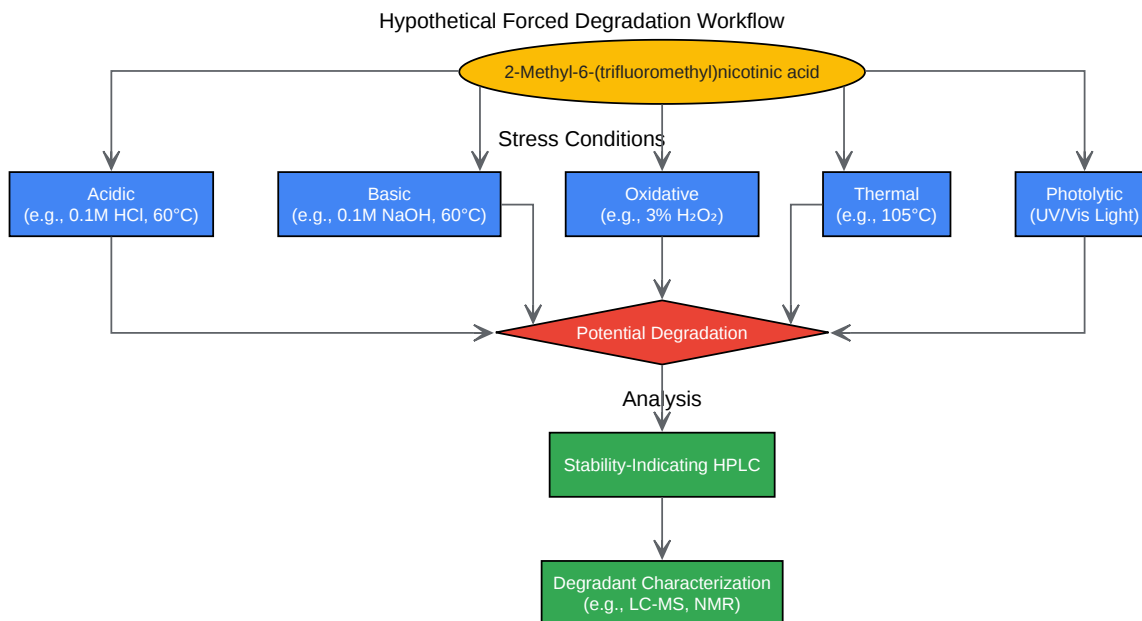 Hypothetical Forced Degradation Workflow
2-Methyl-6-(trifluoromethyl)nicotinic acid
Stress Conditions
Acidic
(e.g., 0.1M HCl, 60°C)
Basic
(e.g., 0.1M NaOH, 60°C)
Oxidative
(e.g., 3% H₂O₂)
Thermal
(e.g., 105°C)
Photolytic
(UV/Vis Light)
Potential Degradation
Analysis
Stability-Indicating HPLC
Degradant Characterization
(e.g., LC-MS, NMR)